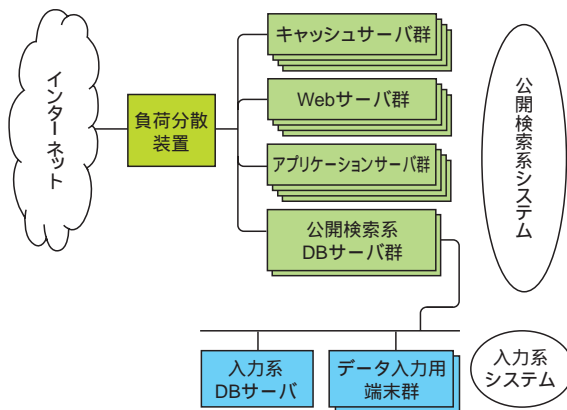 インターネット
負荷分散
装置
キャッシュサーバ群
Webサーバ群
アプリケーションサーバ群
公開検索系
DBサーバ群
公開検索系システム
入力系
DBサーバ
データ入力用
端末群
入力系
システム